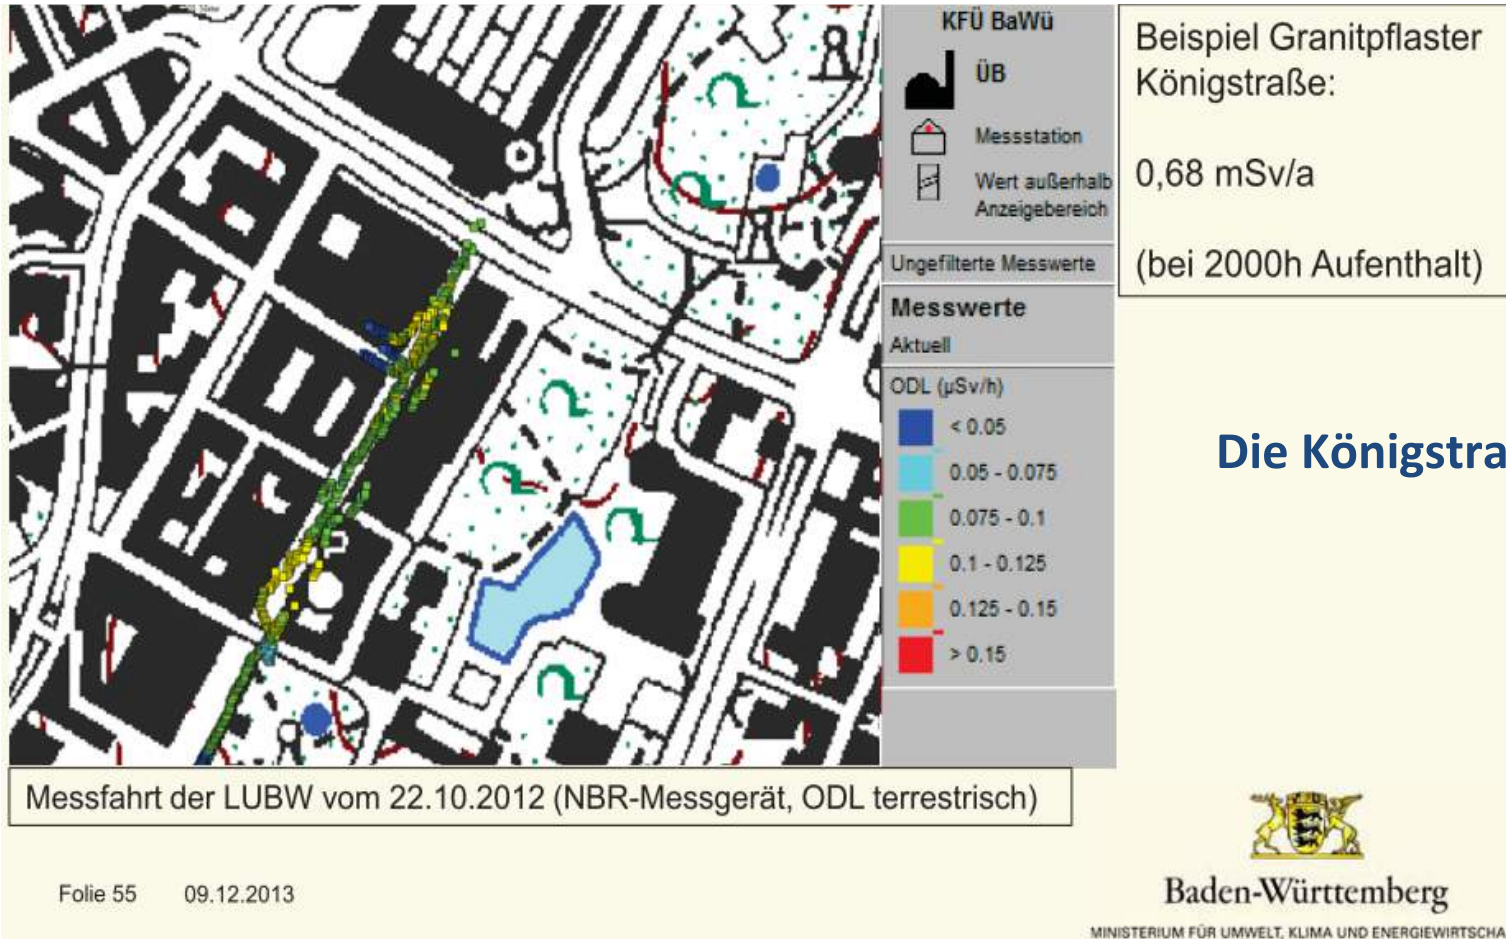 KFÜ BaWü
ÜB
Messstation
Wert außerhalb
Anzeigebereich
Ungefilterte Messwerte
Messwerte
Aktuell
ODL (µSv/h)
< 0.05
0.05 - 0.075
0.075 - 0.1
0.1 - 0.125
0.125 - 0.15
> 0.15
Beispiel Granitpflaster
Königstraße:
0,68 mSv/a
(bei 2000h Aufenthalt)
Die Königstra
Messfahrt der LUBW vom 22.10.2012 (NBR-Messgerät, ODL terrestrisch)
Folie 55 09.12.2013
Baden-Württemberg
MINISTERIUM FÜR UMWELT, KLIMA UND ENERGIEWIRTSCHA